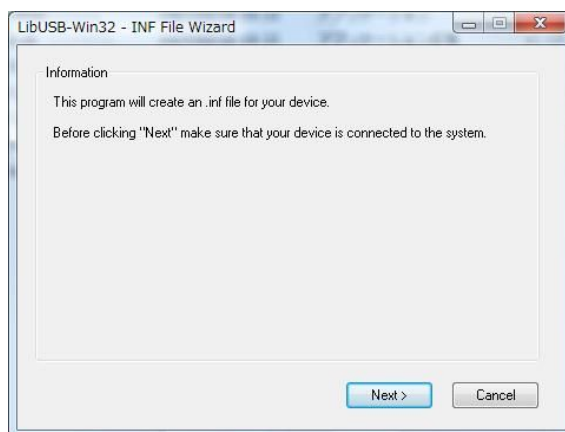 LibUSB-Win32 - INF File Wizard
Information
This program will create an .inf file for your device.
Before clicking "Next" make sure that your device is connected to the system.
Next >
Cancel